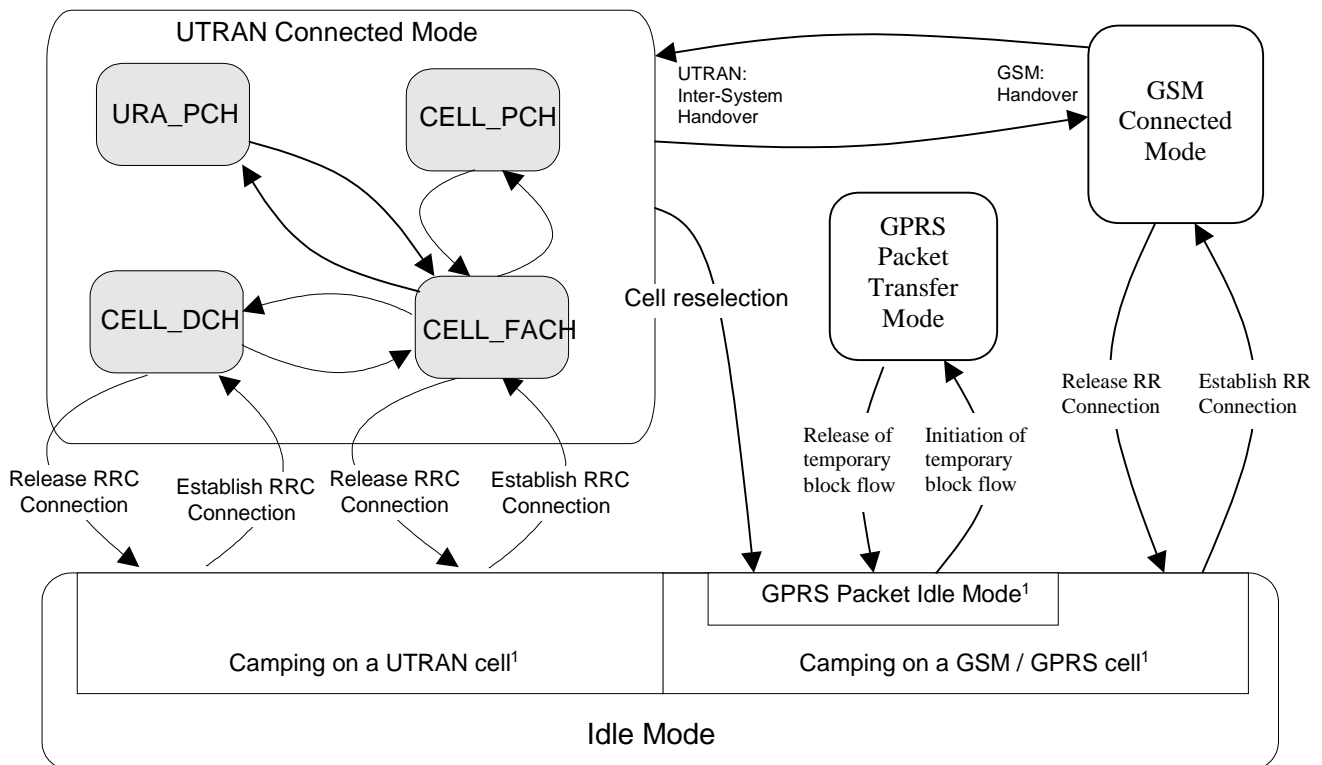 UTRAN Connected Mode
URA_PCH
CELL_PCH
CELL_DCH
CELL_FACH
UTRAN:
Inter-System
Handover
GSM:
Handover
GSM
Connected
Mode
GPRS
Packet
Transfer
Mode
Cell reselection
Release RR
Connection
Establish RR
Connection
Release of
temporary
block flow
Initiation of
temporary
block flow
Release RRC
Connection
Establish RRC
Connection
Release RRC
Connection
Establish RRC
Connection
GPRS Packet Idle Mode¹
Camping on a UTRAN cell¹
Camping on a GSM / GPRS cell¹
Idle Mode